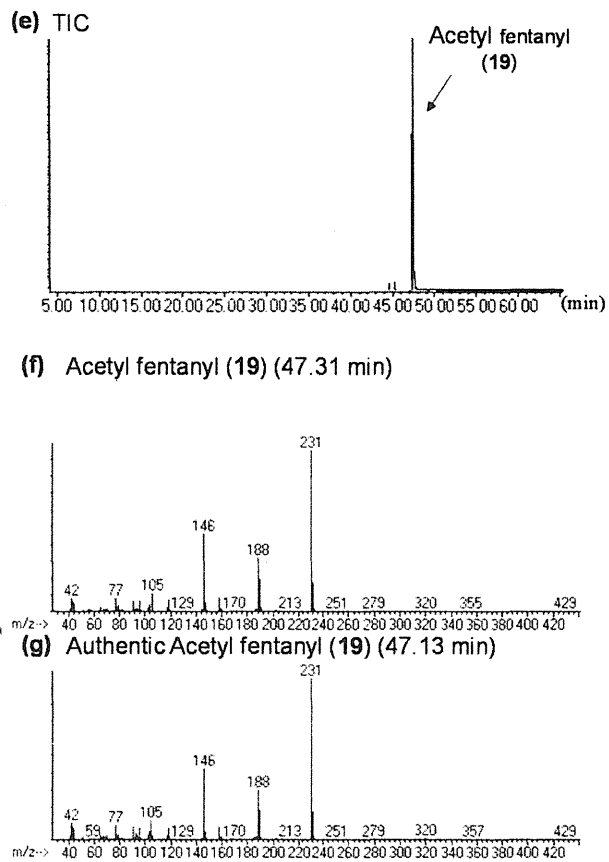 (e) TIC
Acetyl fentanyl
(19)
5.00 10.00 15.00 20.00 25.00 30.00 35.00 40.00 45 00 50 00 55 00 60 00 (min)
(f) Acetyl fentanyl (19) (47.31 min)
231
146
188
42 77 105 129 170 213 251 279 320 355 429
m/z--> 40 60 80 100 120 140 160 180 200 220 240 260 280 300 320 340 360 380 400 420
(g) Authentic Acetyl fentanyl (19) (47.13 min)
231
146
188
42 59 77 105 129 170 213 251 279 320 357 429
m/z--> 40 60 80 100 120 140 160 180 200 220 240 260 280 300 320 340 360 380 400 420